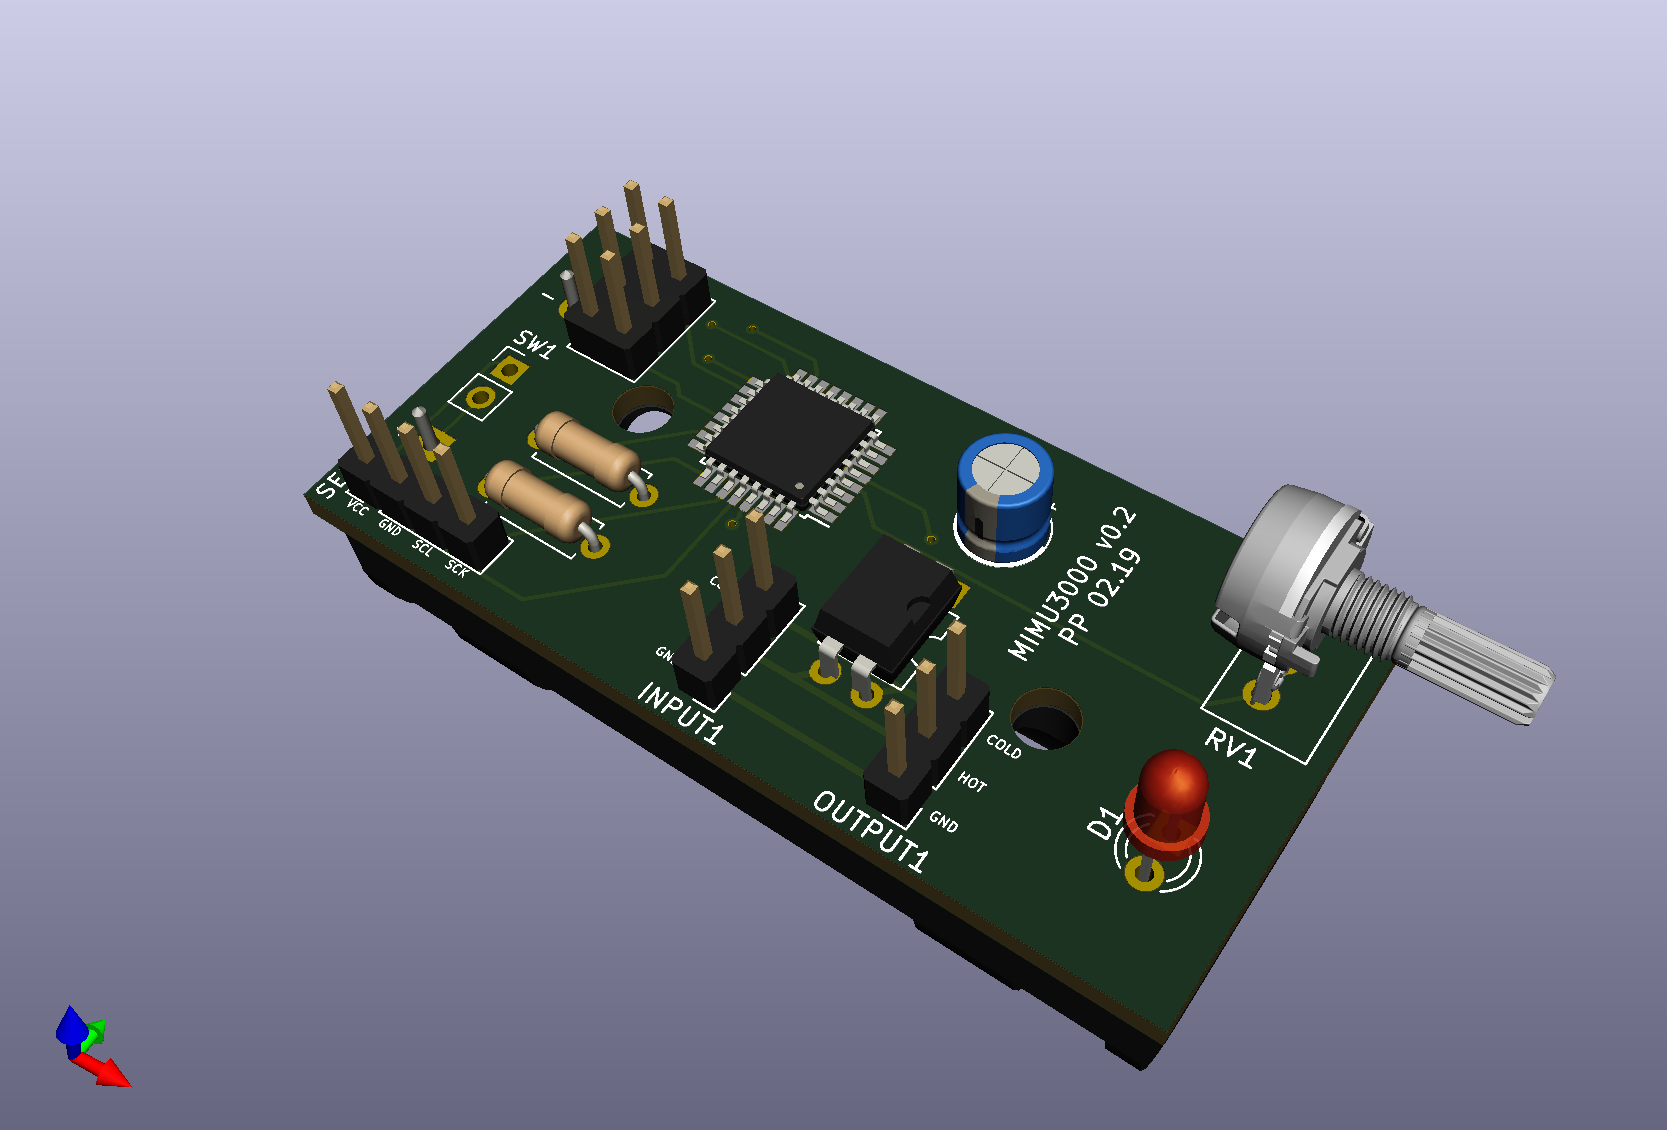 SW1
VCC
GND
SCL
SCK
INPUT1
MIMU3000 v0.2
PP 02.19
COLD
HOT
GND
OUTPUT1
RV1
D1